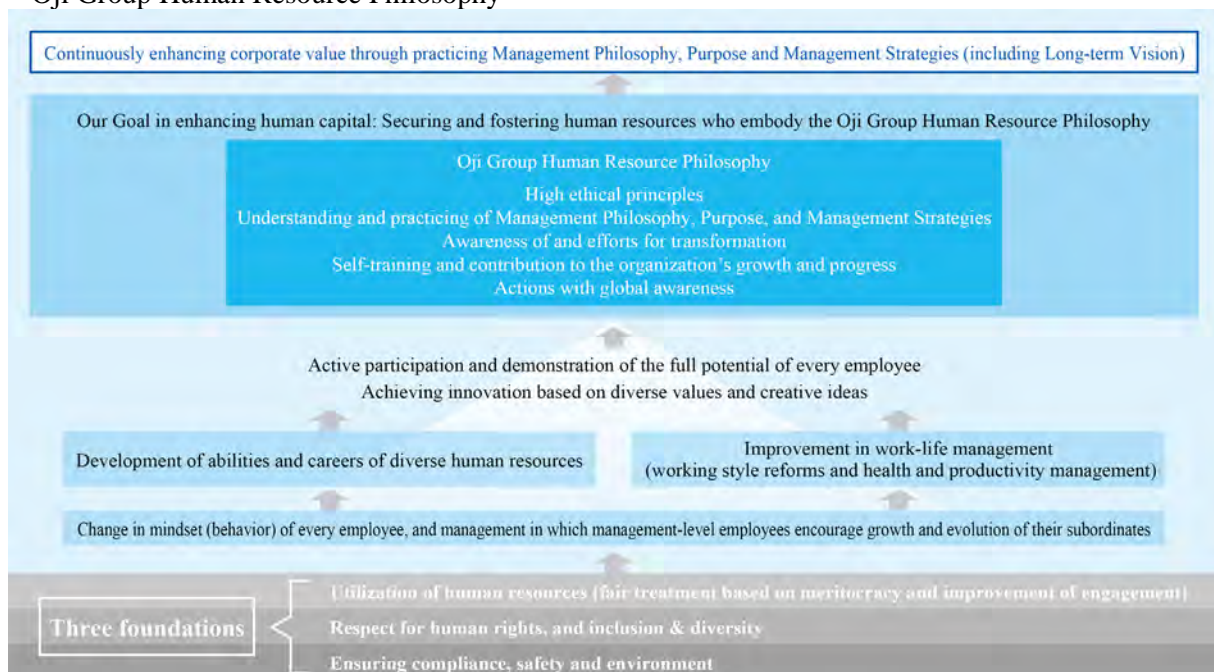 Oji Group Human Resource Philosophy
Continuously enhancing corporate value through practicing Management Philosophy, Purpose and Management Strategies (including Long-term Vision)
Our Goal in enhancing human capital: Securing and fostering human resources who embody the Oji Group Human Resource Philosophy
Oji Group Human Resource Philosophy
High ethical principles
Understanding and practicing of Management Philosophy, Purpose, and Management Strategies
Awareness of and efforts for transformation
Self-training and contribution to the organization's growth and progress
Actions with global awareness
Active participation and demonstration of the full potential of every employee
Achieving innovation based on diverse values and creative ideas
Development of abilities and careers of diverse human resources
Improvement in work-life management
(working style reforms and health and productivity management)
Change in mindset (behavior) of every employee, and management in which management-level employees encourage growth and evolution of their subordinates
Three foundations
Utilization of human resources (fair treatment based on meritocracy and improvement of engagement)
Respect for human rights, and inclusion & diversity
Ensuring compliance, safety and environment